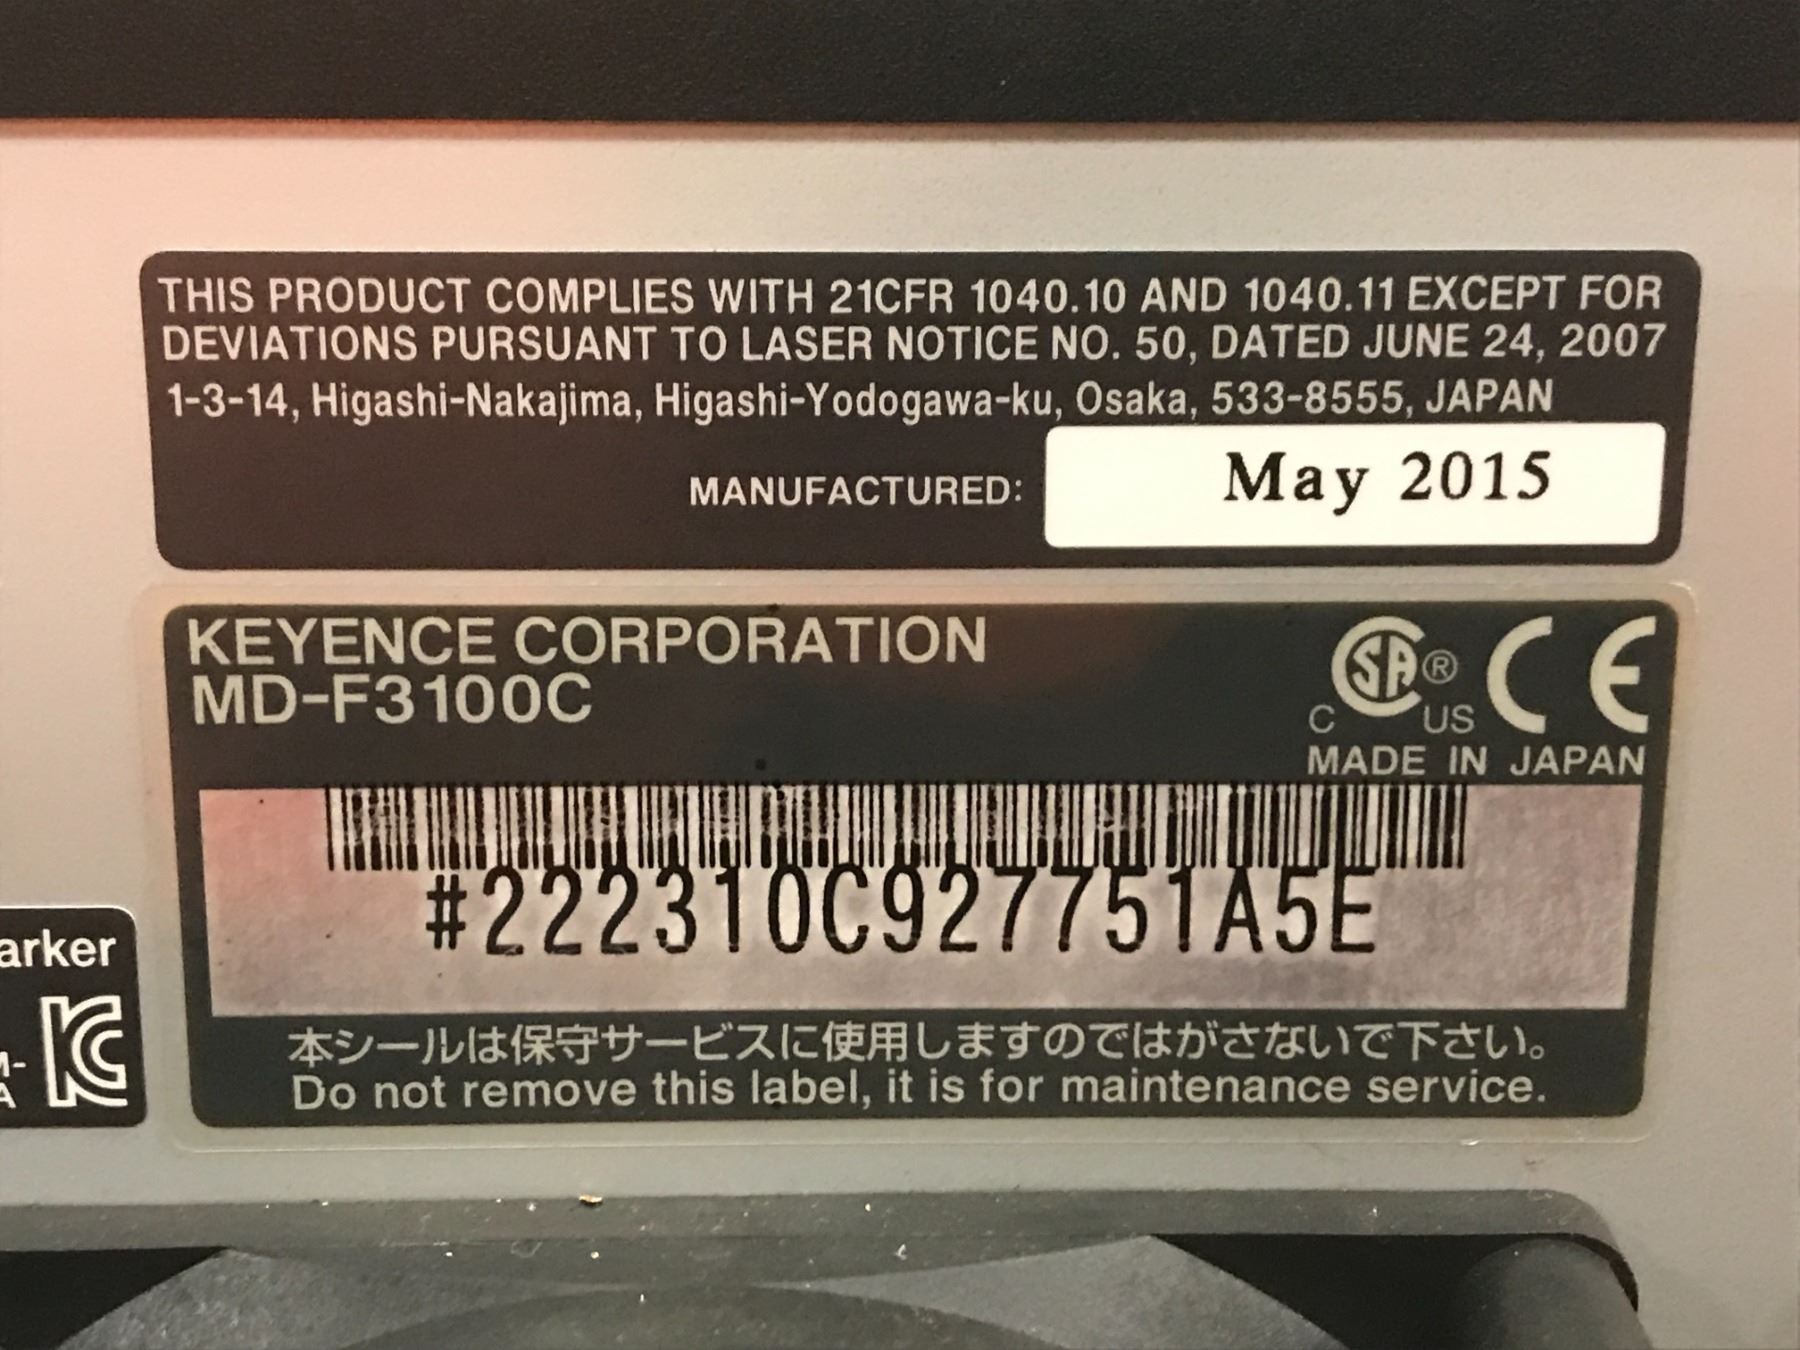 THIS PRODUCT COMPLIES WITH 21CFR 1040.10 AND 1040.11 EXCEPT FOR
DEVIATIONS PURSUANT TO LASER NOTICE NO. 50, DATED JUNE 24, 2007
1-3-14, Higashi-Nakajima, Higashi-Yodogawa-ku, Osaka, 533-8555, JAPAN
MANUFACTURED: May 2015
KEYENCE CORPORATION
MD-F3100C
C SA® US CE
MADE IN JAPAN
#222310C927751A5E
本シールは保守サービスに使用しますのではがさないで下さい。
Do not remove this label, it is for maintenance service.
arker
KC